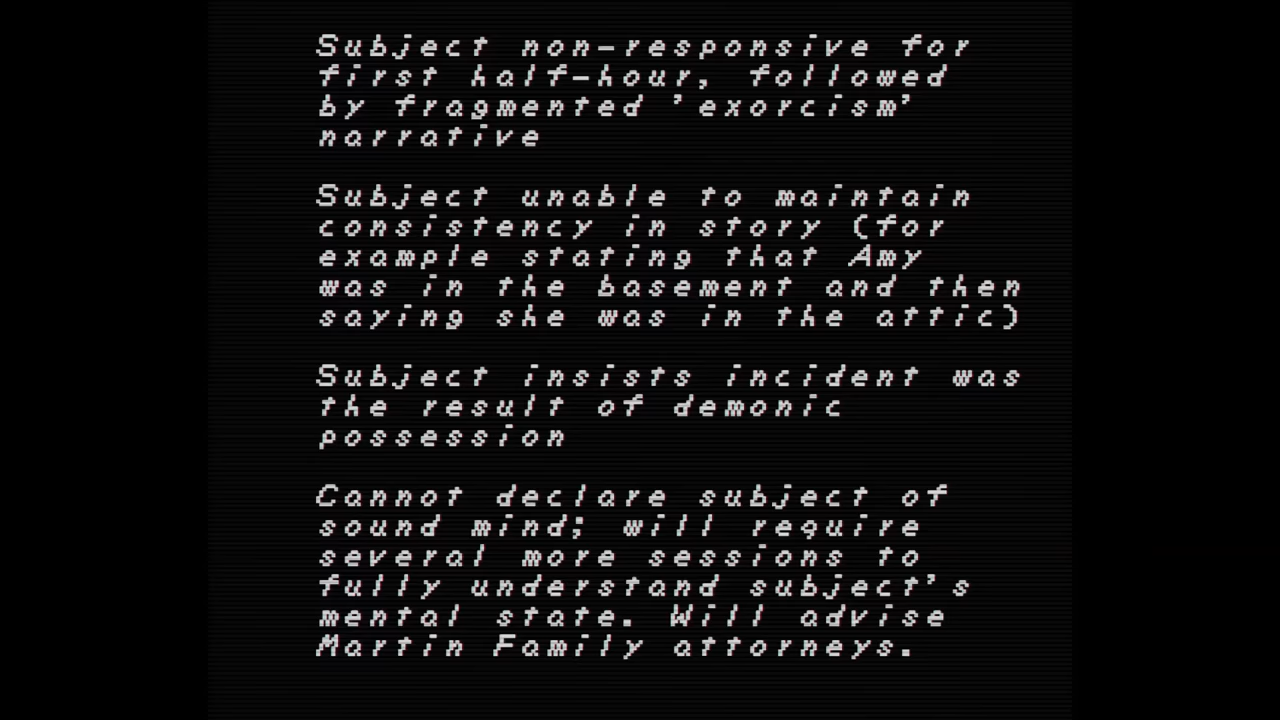 Subject non-responsive for
first half-hour, followed
by fragmented 'exorcism'
narrative
Subject unable to maintain
consistency in story (for
example stating that Amy
was in the basement and then
saying she was in the attic)
Subject insists incident was
the result of demonic
possession
Cannot declare subject of
sound mind; will require
several more sessions to
fully understand subject's
mental state. Will advise
Martin Family attorneys.